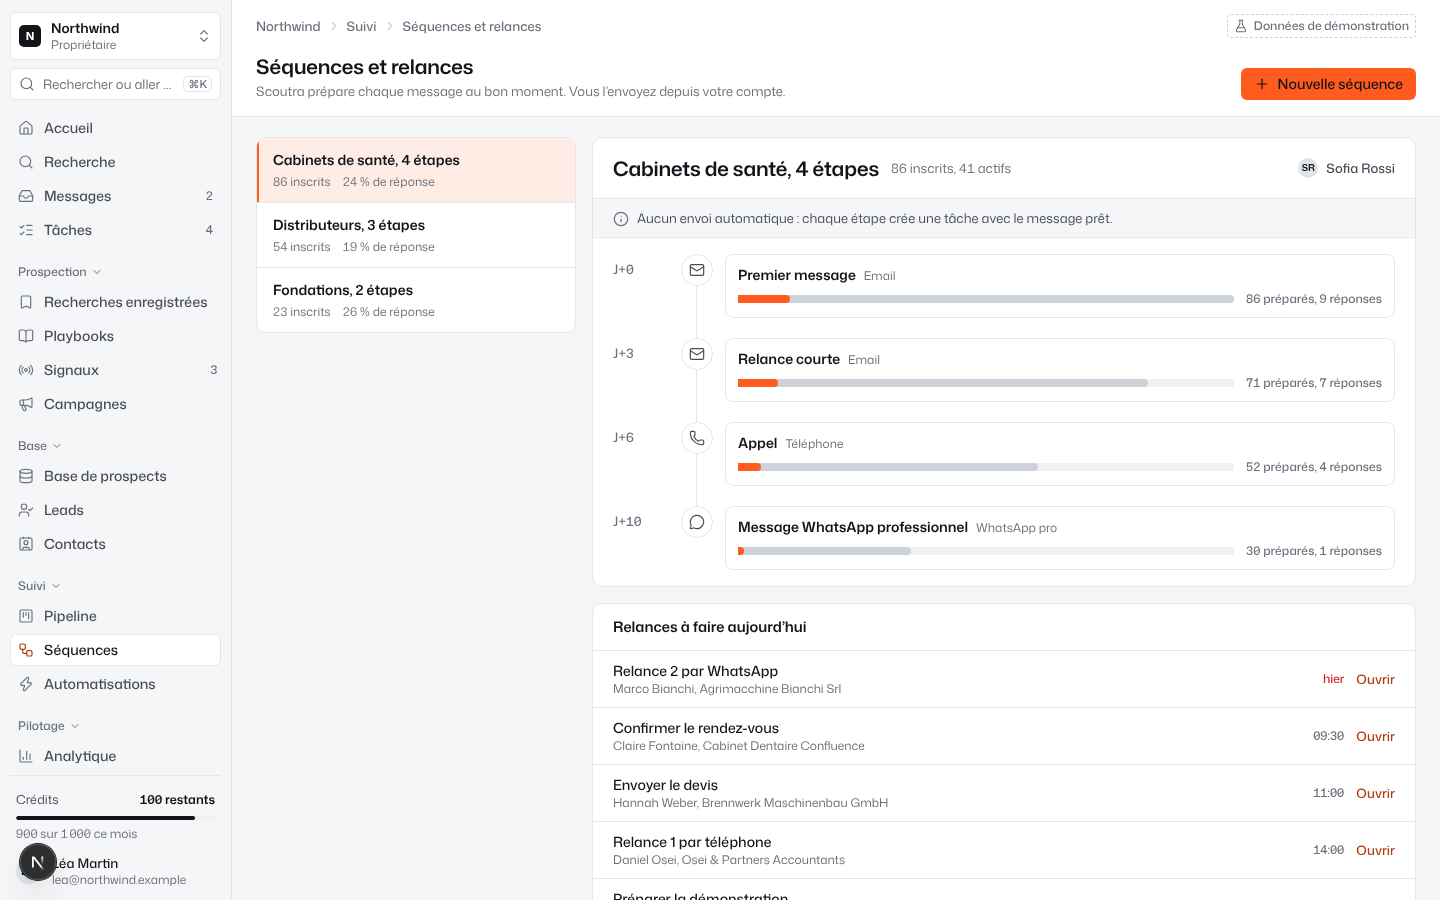 N
Northwind
Propriétaire
Rechercher ou aller ...
⌘K
Accueil
Recherche
Messages 2
Tâches 4
Prospection
Recherches enregistrées
Playbooks
Signaux 3
Campagnes
Base
Base de prospects
Leads
Contacts
Suivi
Pipeline
Séquences
Automatisations
Pilotage
Analytique
Crédits 100 restants
900 sur 1 000 ce mois
N
Léa Martin
lea@northwind.example
Northwind > Suivi > Séquences et relances
Données de démonstration
Séquences et relances
Scoutra prépare chaque message au bon moment. Vous l’envoyez depuis votre compte.
+ Nouvelle séquence
Cabinets de santé, 4 étapes
86 inscrits 24 % de réponse
Distributeurs, 3 étapes
54 inscrits 19 % de réponse
Fondations, 2 étapes
23 inscrits 26 % de réponse
Cabinets de santé, 4 étapes 86 inscrits, 41 actifs
SR Sofia Rossi
Aucun envoi automatique : chaque étape crée une tâche avec le message prêt.
J+0
Premier message Email
86 préparés, 9 réponses
J+3
Relance courte Email
71 préparés, 7 réponses
J+6
Appel Téléphone
52 préparés, 4 réponses
J+10
Message WhatsApp professionnel WhatsApp pro
30 préparés, 1 réponses
Relances à faire aujourd’hui
Relance 2 par WhatsApp
Marco Bianchi, Agrimacchine Bianchi Srl
hier Ouvrir
Confirmer le rendez-vous
Claire Fontaine, Cabinet Dentaire Confluence
09:30 Ouvrir
Envoyer le devis
Hannah Weber, Brennwerk Maschinenbau GmbH
11:00 Ouvrir
Relance 1 par téléphone
Daniel Osei, Osei & Partners Accountants
14:00 Ouvrir
Préparer la démonstration